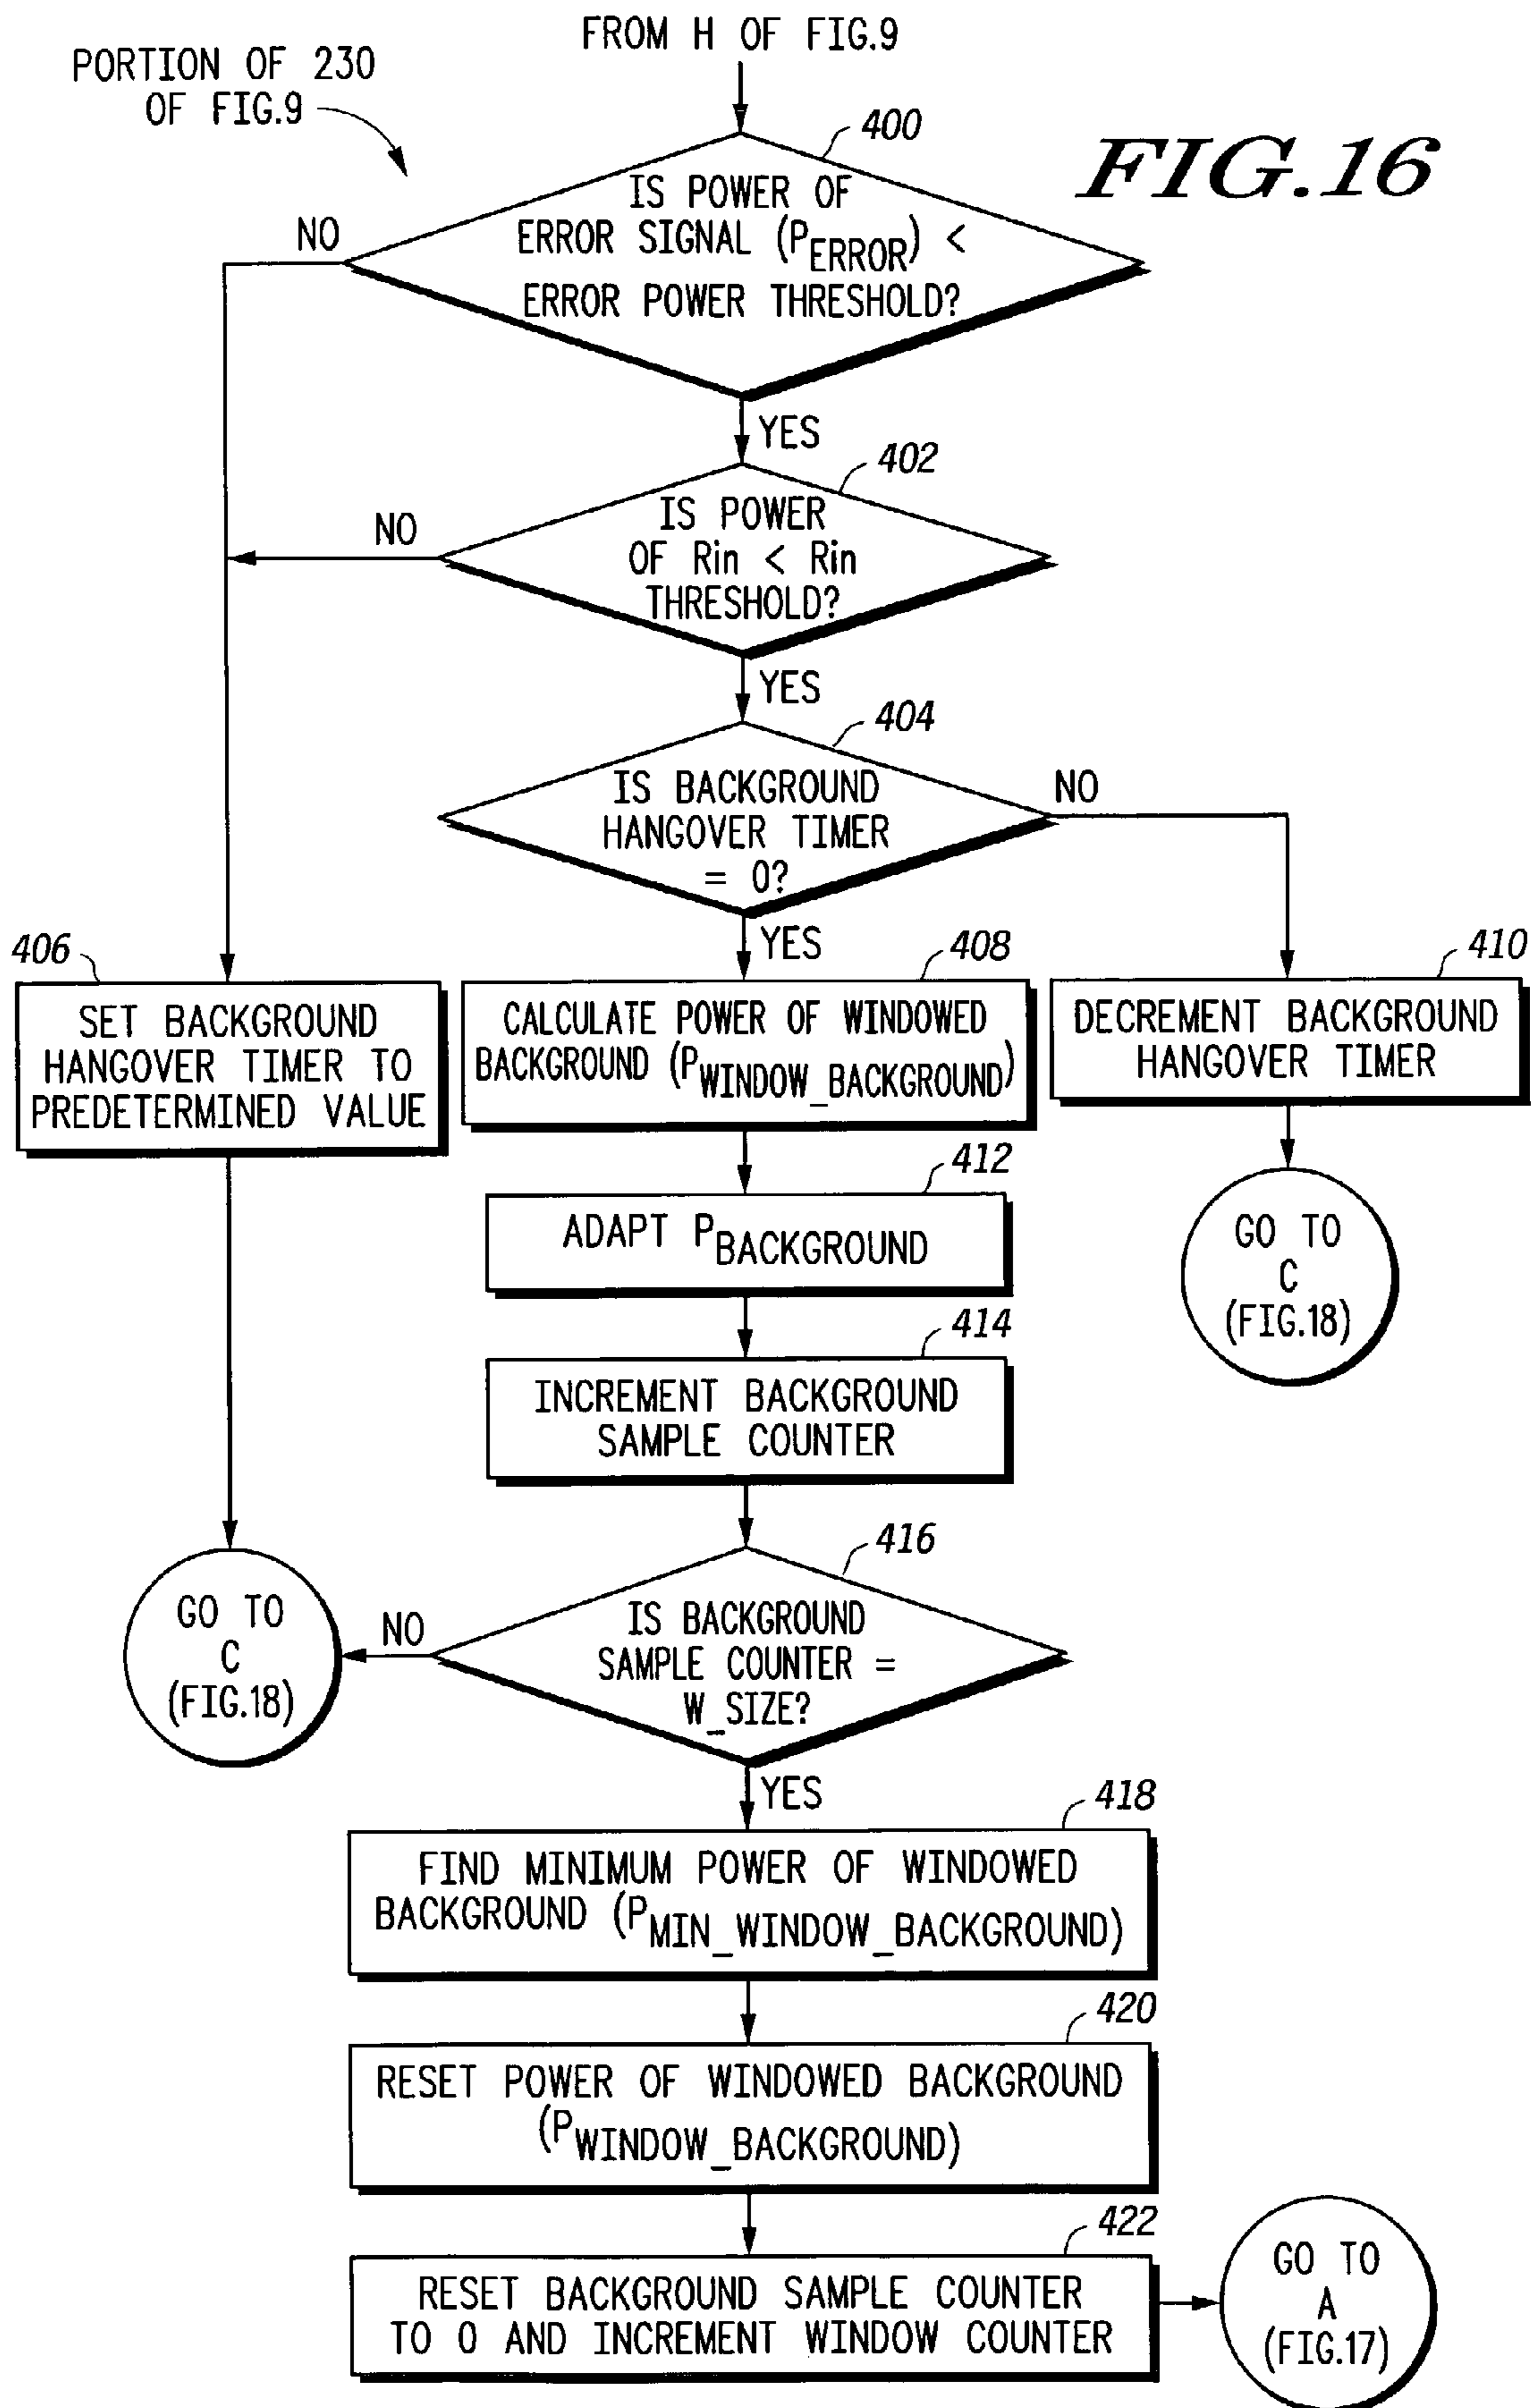 FROM H OF FIG.9
PORTION OF 230
OF FIG.9
FIG.16
400
IS POWER OF
ERROR SIGNAL (PERROR) <
ERROR POWER THRESHOLD?
NO
YES
402
IS POWER
OF Rin < Rin
THRESHOLD?
NO
YES
404
IS BACKGROUND
HANGOVER TIMER
= 0?
NO
YES
406
SET BACKGROUND
HANGOVER TIMER TO
PREDETERMINED VALUE
408
CALCULATE POWER OF WINDOWED
BACKGROUND (PWINDOW_BACKGROUND)
410
DECREMENT BACKGROUND
HANGOVER TIMER
GO TO
C
(FIG.18)
412
ADAPT PBACKGROUND
414
INCREMENT BACKGROUND
SAMPLE COUNTER
416
IS BACKGROUND
SAMPLE COUNTER =
W_SIZE?
NO
GO TO
C
(FIG.18)
YES
418
FIND MINIMUM POWER OF WINDOWED
BACKGROUND (PMIN_WINDOW_BACKGROUND)
420
RESET POWER OF WINDOWED BACKGROUND
(PWINDOW_BACKGROUND)
422
RESET BACKGROUND SAMPLE COUNTER
TO 0 AND INCREMENT WINDOW COUNTER
GO TO
A
(FIG.17)